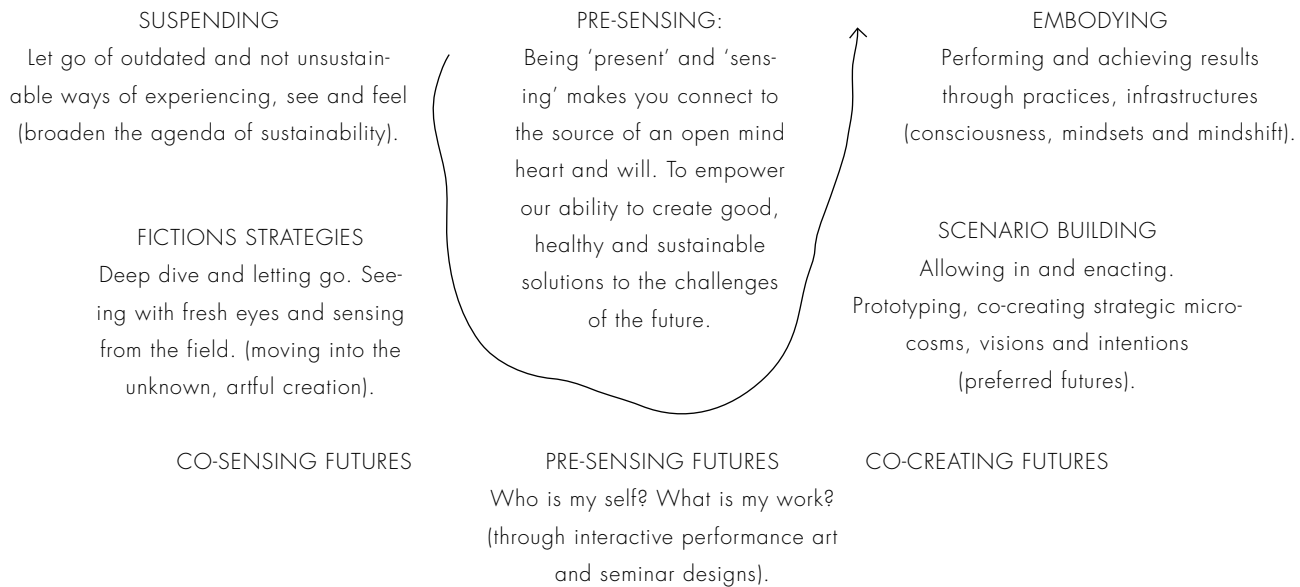 SUSPENDING
Let go of outdated and not unsustain-
able ways of experiencing, see and feel
(broaden the agenda of sustainability).
FICTIONS STRATEGIES
Deep dive and letting go. See-
ing with fresh eyes and sensing
from the field. (moving into the
unknown, artful creation).
CO-SENSING FUTURES
PRE-SENSING:
Being ‘present’ and ‘sens-
ing’ makes you connect to
the source of an open mind
heart and will. To empower
our ability to create good,
healthy and sustainable
solutions to the challenges
of the future.
PRE-SENSING FUTURES
Who is my self? What is my work?
(through interactive performance art
and seminar designs).
EMBODYING
Performing and achieving results
through practices, infrastructures
(consciousness, mindsets and mindshift).
SCENARIO BUILDING
Allowing in and enacting.
Prototyping, co-creating strategic micro-
cosms, visions and intentions
(preferred futures).
CO-CREATING FUTURES